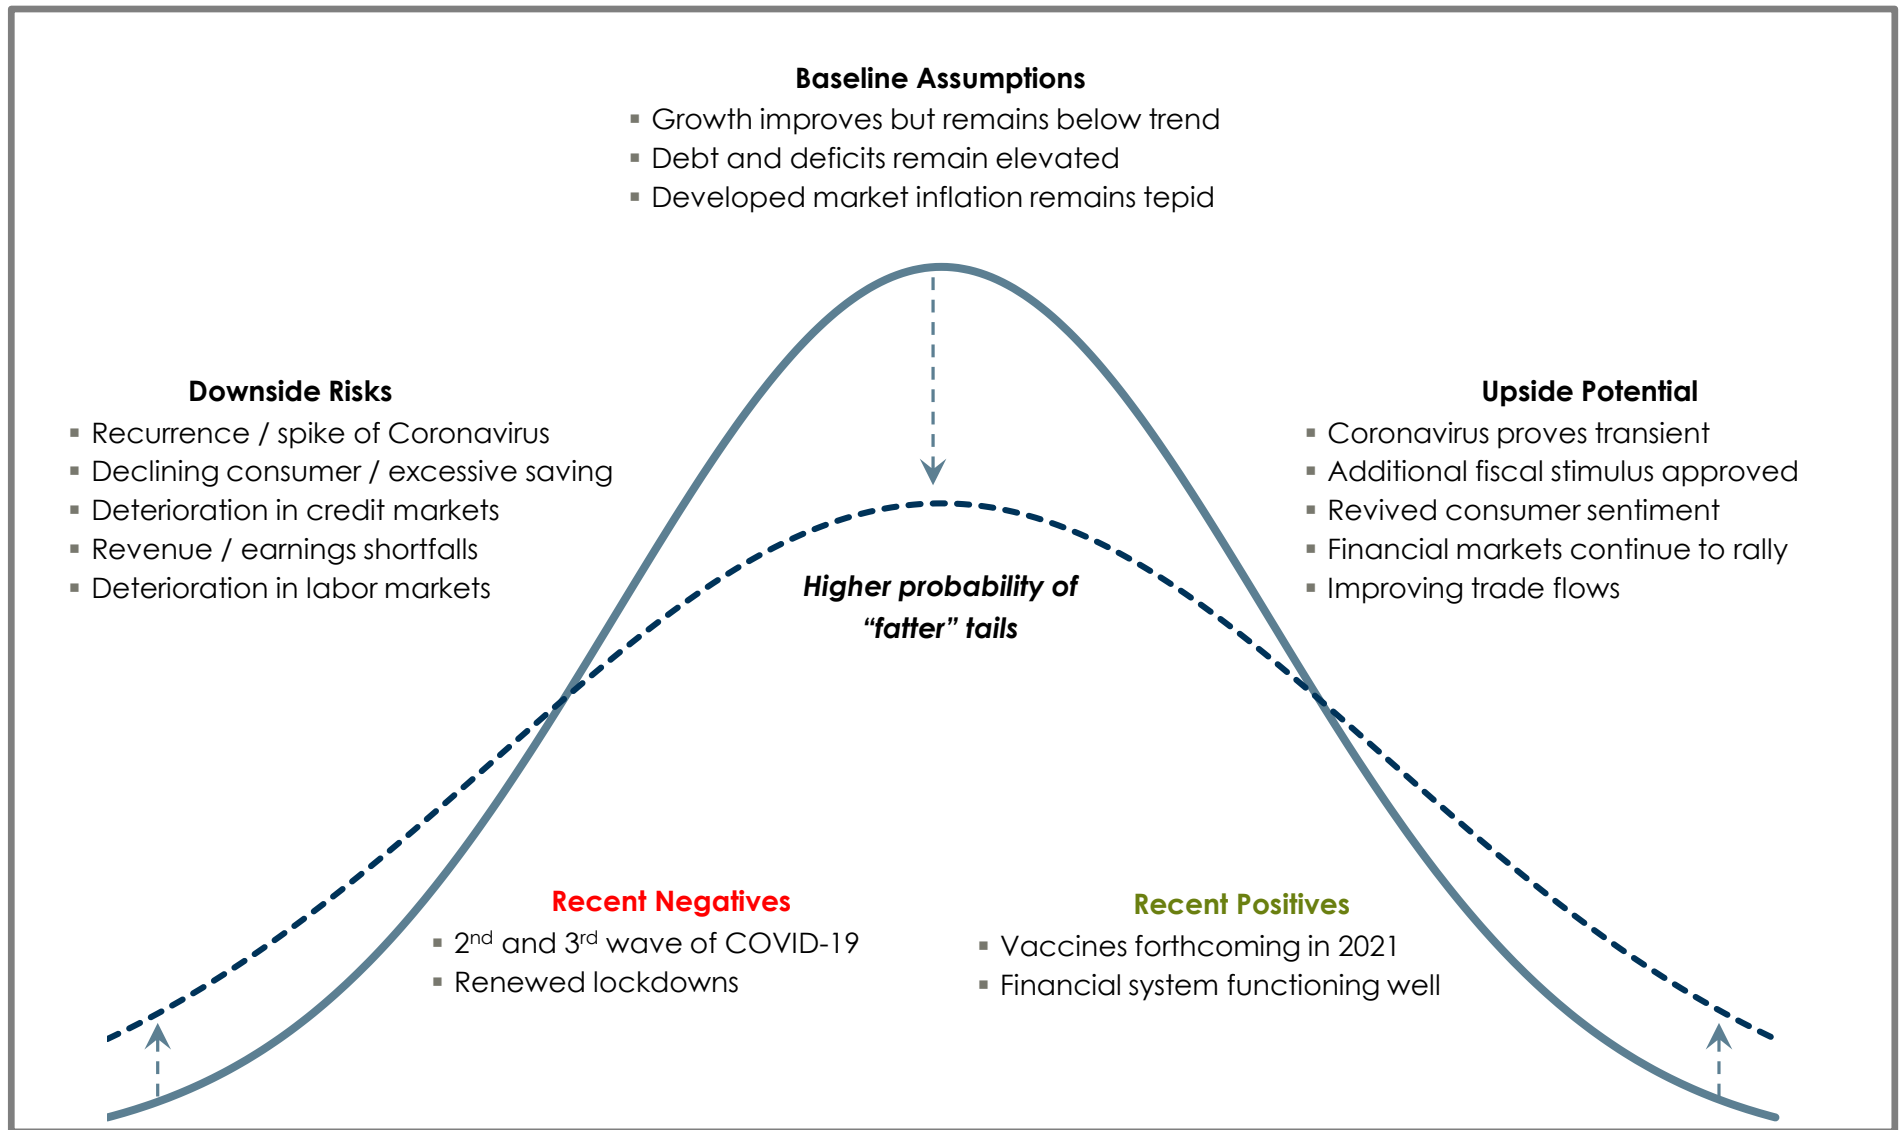 Baseline Assumptions
▪ Growth improves but remains below trend
▪ Debt and deficits remain elevated
▪ Developed market inflation remains tepid
Downside Risks
▪ Recurrence / spike of Coronavirus
▪ Declining consumer / excessive saving
▪ Deterioration in credit markets
▪ Revenue / earnings shortfalls
▪ Deterioration in labor markets
Upside Potential
▪ Coronavirus proves transient
▪ Additional fiscal stimulus approved
▪ Revived consumer sentiment
▪ Financial markets continue to rally
▪ Improving trade flows
Higher probability of
“fatter” tails
Recent Negatives
▪ 2nd and 3rd wave of COVID-19
▪ Renewed lockdowns
Recent Positives
▪ Vaccines forthcoming in 2021
▪ Financial system functioning well